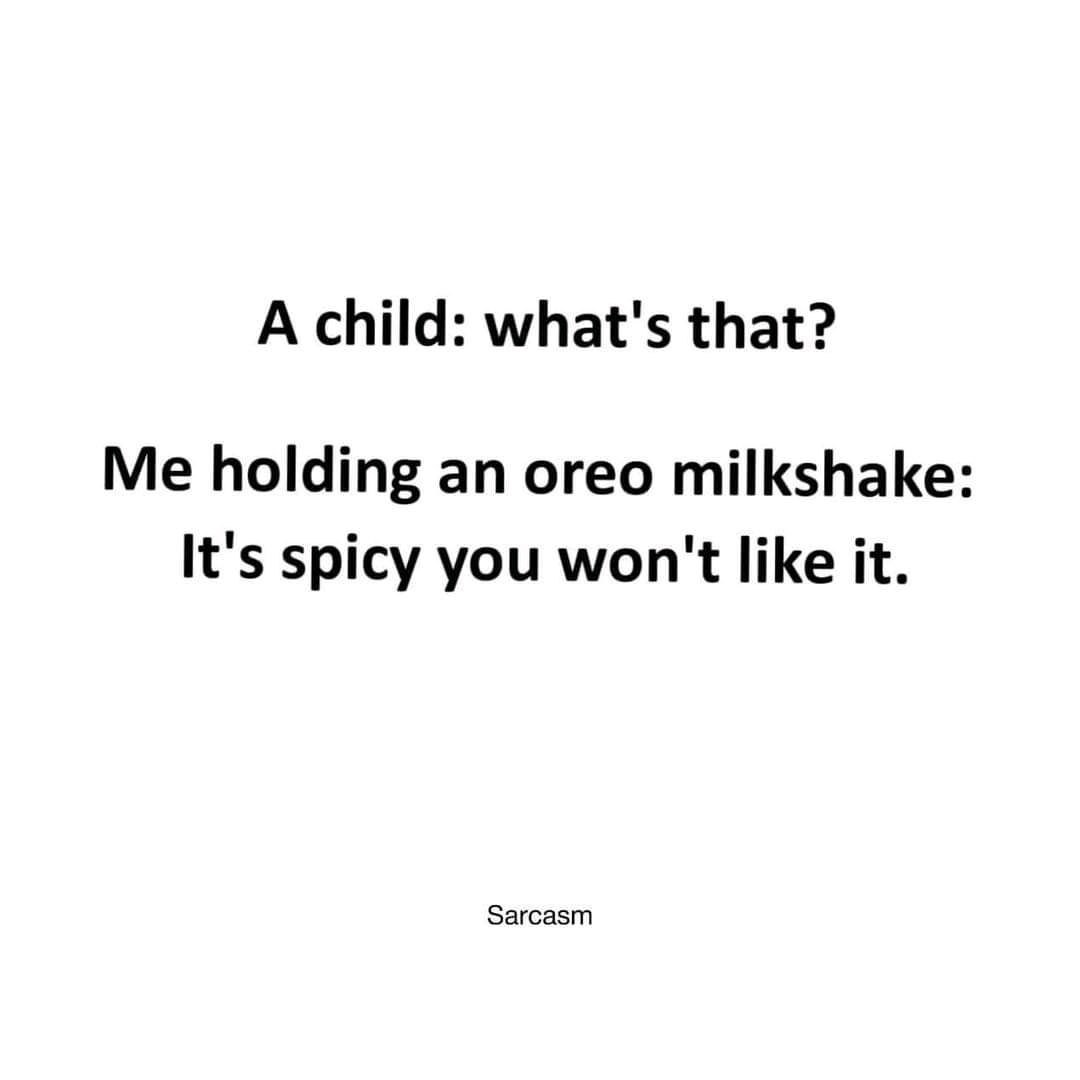 A child: what's that?
Me holding an oreo milkshake:
It's spicy you won't like it.
Sarcasm